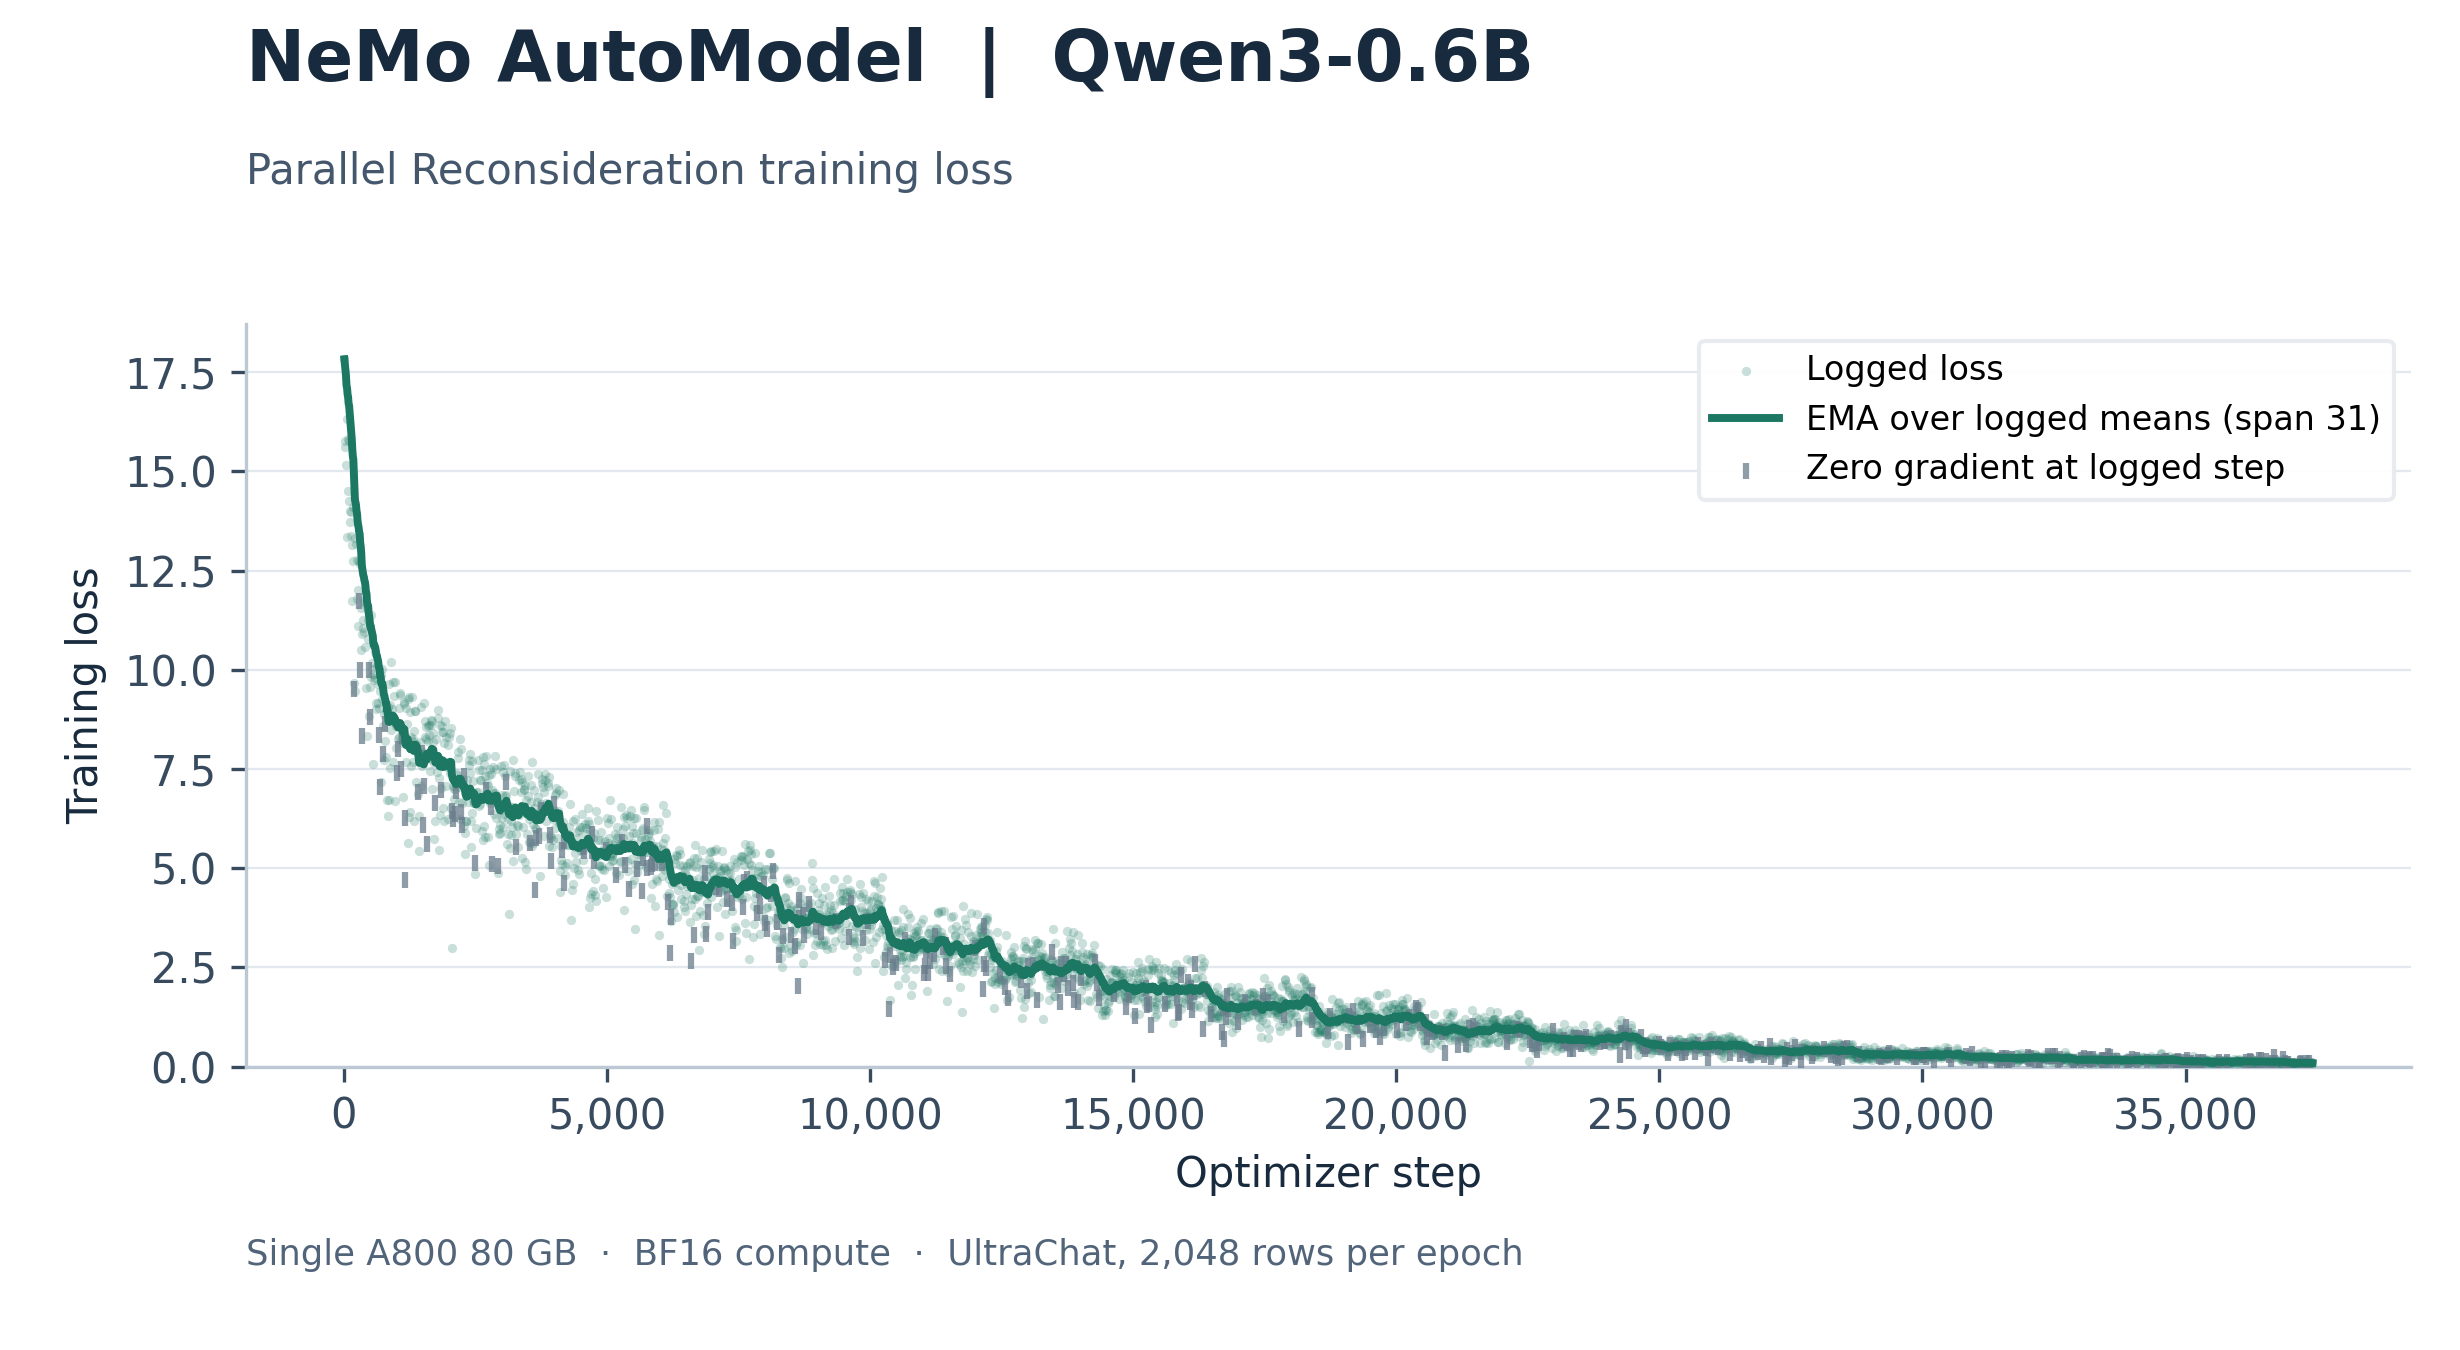 NeMo AutoModel | Qwen3-0.6B
Parallel Reconsideration training loss
Logged loss
EMA over logged means (span 31)
Zero gradient at logged step
Training loss
17.5
15.0
12.5
10.0
7.5
5.0
2.5
0.0
0 5,000 10,000 15,000 20,000 25,000 30,000 35,000
Optimizer step
Single A800 80 GB · BF16 compute · UltraChat, 2,048 rows per epoch